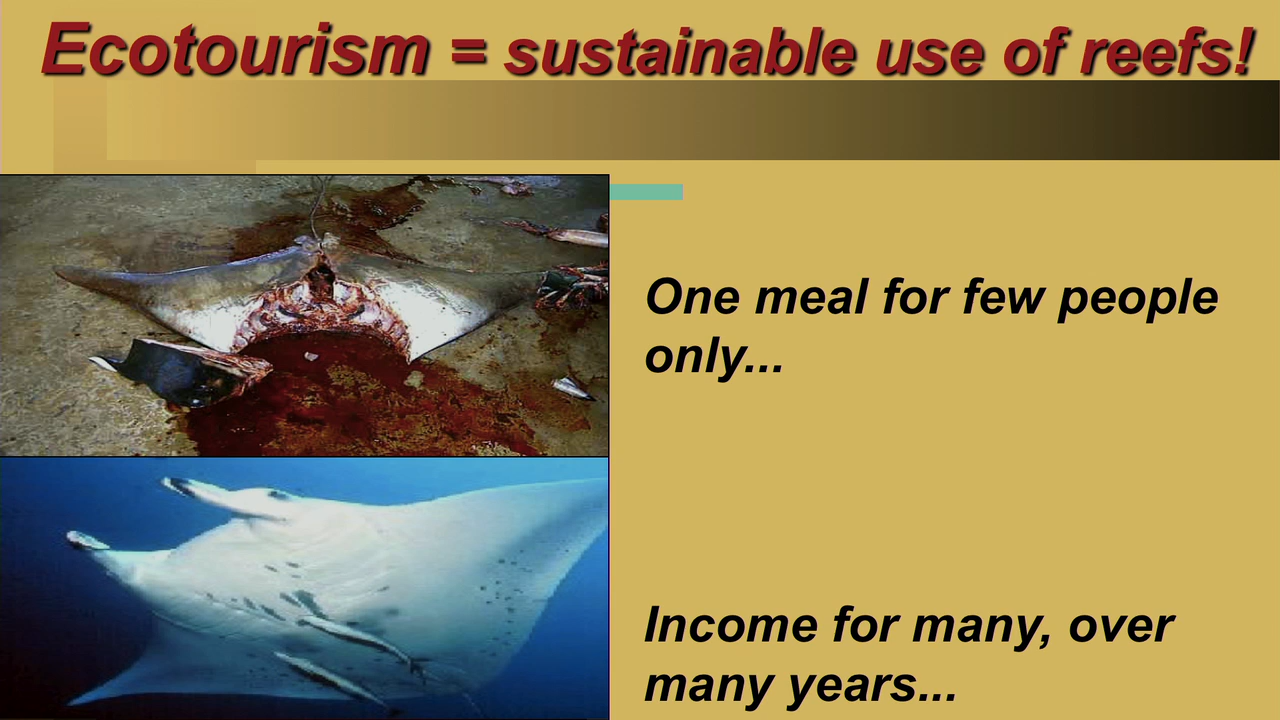 Ecotourism = sustainable use of reefs!
One meal for few people
only...
Income for many, over
many years...